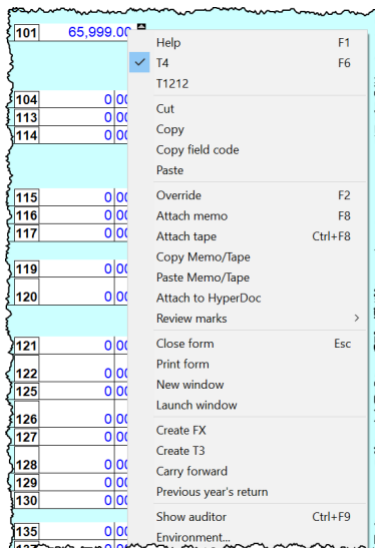 101 65,999.00
Help F1
T4 F6
T1212
Cut
104 0 00
Copy
113 0 00
114 0 00
Copy field code
Paste
115 0 00
Override F2
116 0 00
Attach memo F8
117 0 00
Attach tape Ctrl+F8
Copy Memo/Tape
119 0 00
Paste Memo/Tape
120 0 00
Attach to HyperDoc
Review marks
121 0 00
Close form Esc
Print form
122 0 00
125 0 00
New window
Launch window
126 0 00
Create FX
127 0 00
Create T3
128 0 00
Carry forward
129 0 00
Previous year's return
130 0 00
Show auditor Ctrl+F9
135 0 00
Environment...